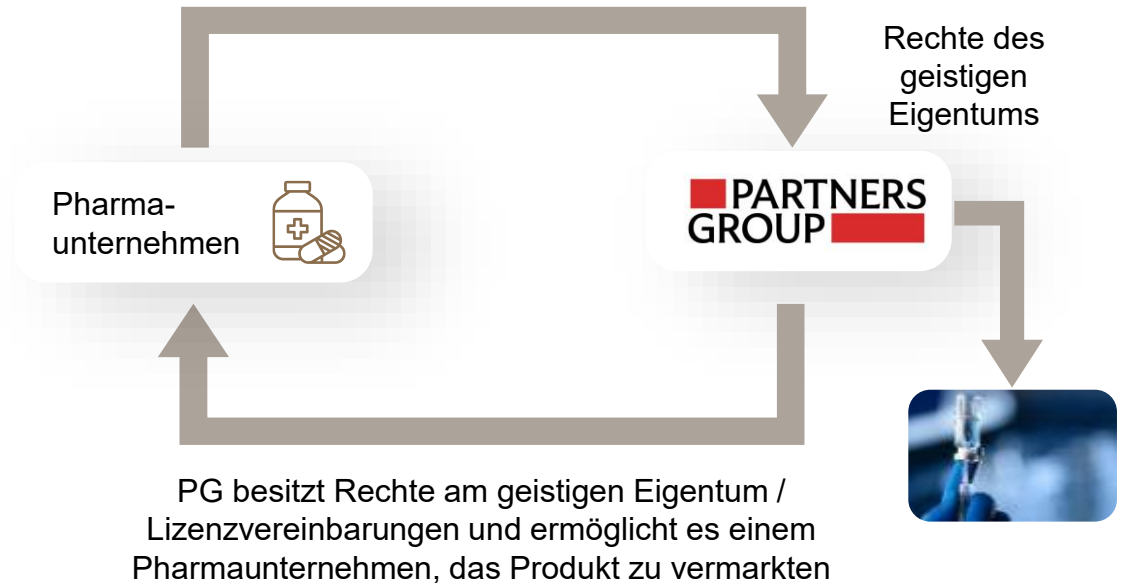 Rechte des
geistigen
Eigentums
Pharma-
unternehmen
PARTNERS
GROUP
PG besitzt Rechte am geistigen Eigentum /
Lizenzvereinbarungen und ermöglicht es einem
Pharmaunternehmen, das Produkt zu vermarkten